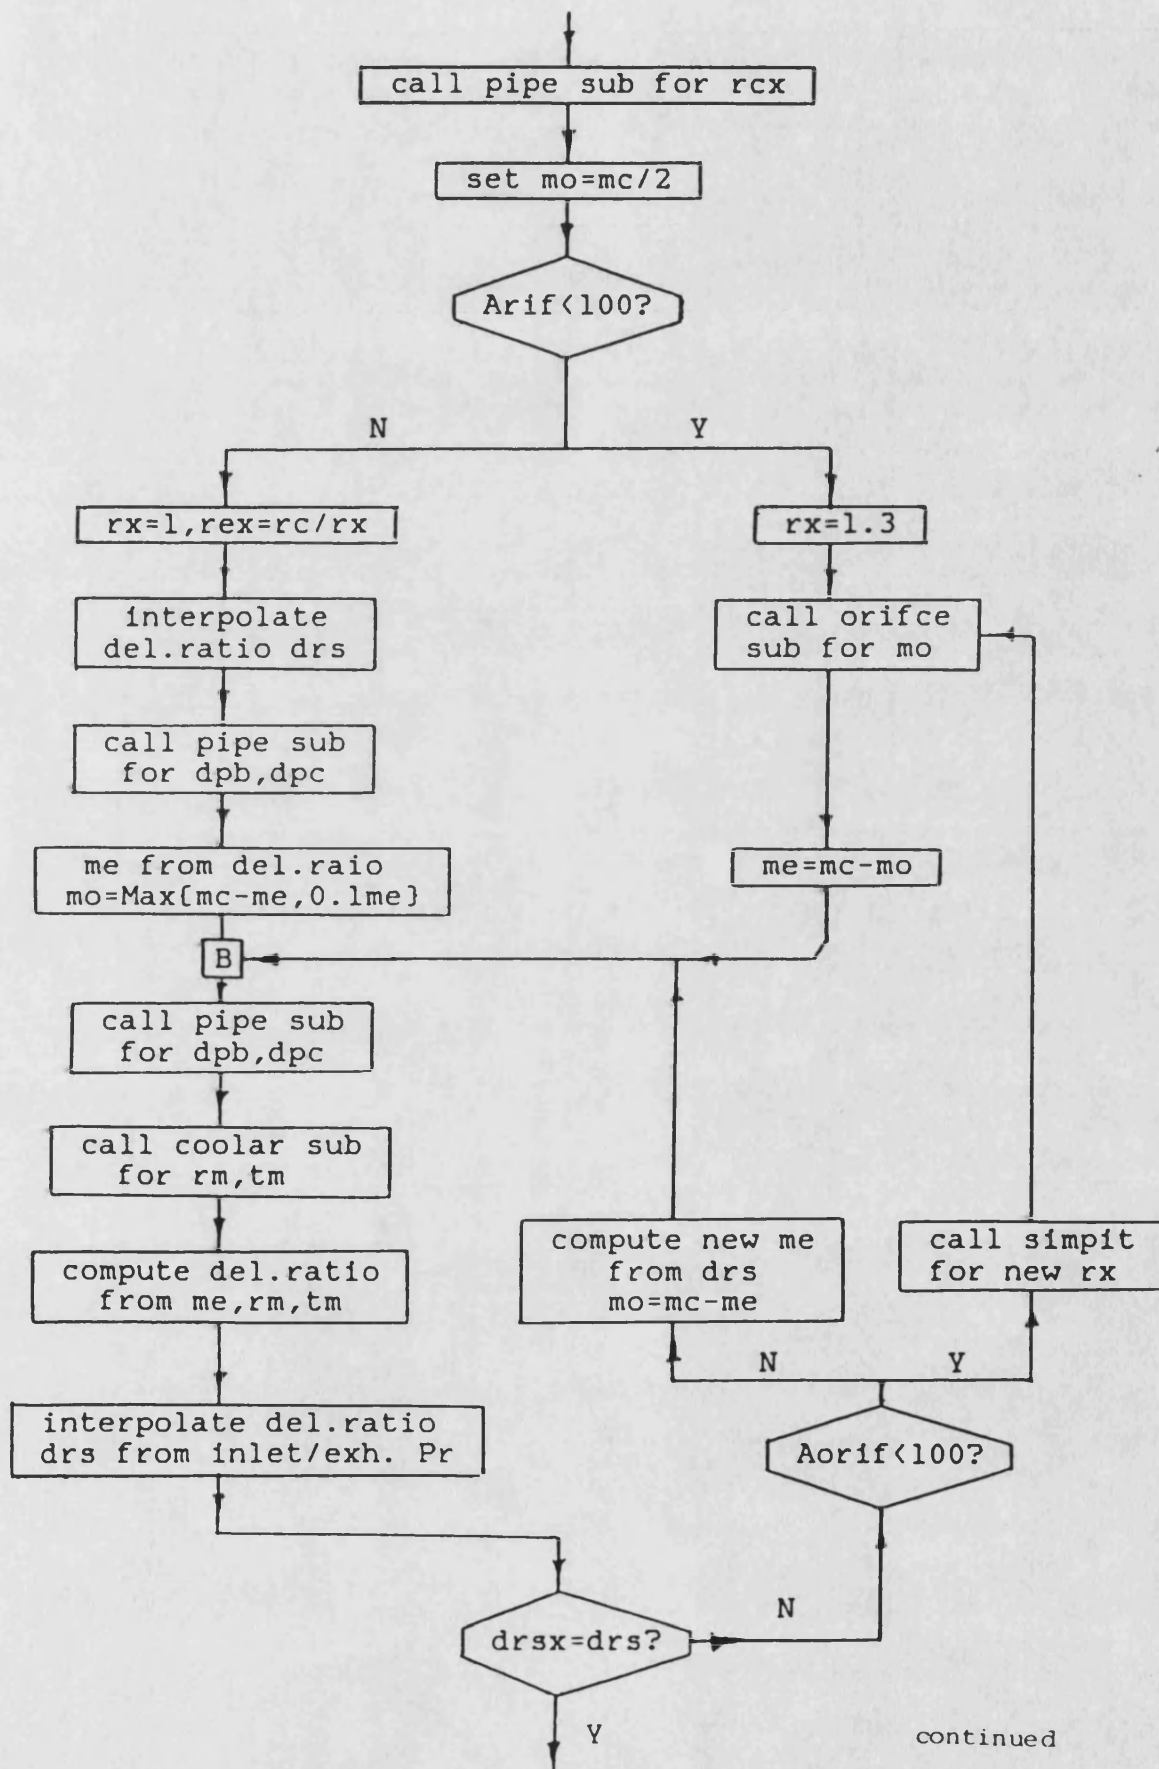 call pipe sub for rcx
set mo=mc/2
Arif<100?
N
Y
rx=1,rex=rc/rx
rx=1.3
interpolate
del.ratio drs
call orifce
sub for mo
call pipe sub
for dpb,dpc
me from del.raio
mo=Max{mc-me,0.1me}
me=mc-mo
B
call pipe sub
for dpb,dpc
call coolar sub
for rm,tm
compute del.ratio
from me,rm,tm
compute new me
from drs
mo=mc-me
call simpit
for new rx
N
Y
interpolate del.ratio
drs from inlet/exh. Pr
Aorif<100?
drsx=drs?
N
Y
continued